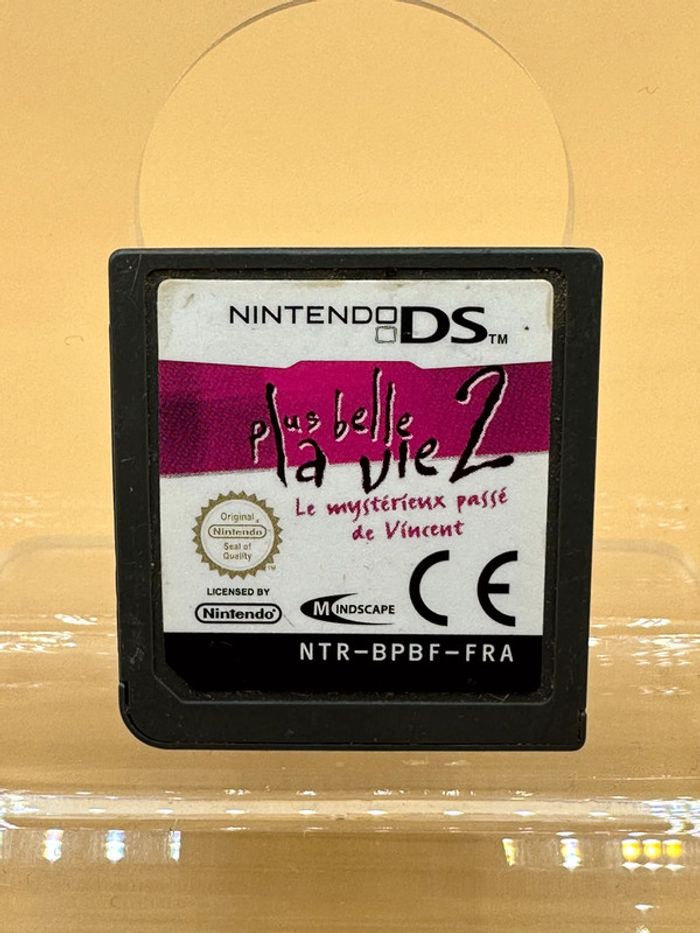 NINTENDO DS™
plus belle
la vie 2
Le mystérieux passé
de Vincent
Original
Nintendo
Seal of
Quality
TM
LICENSED BY
Nintendo®
MINDSCAPE
CE
NTR-BPBF-FRA